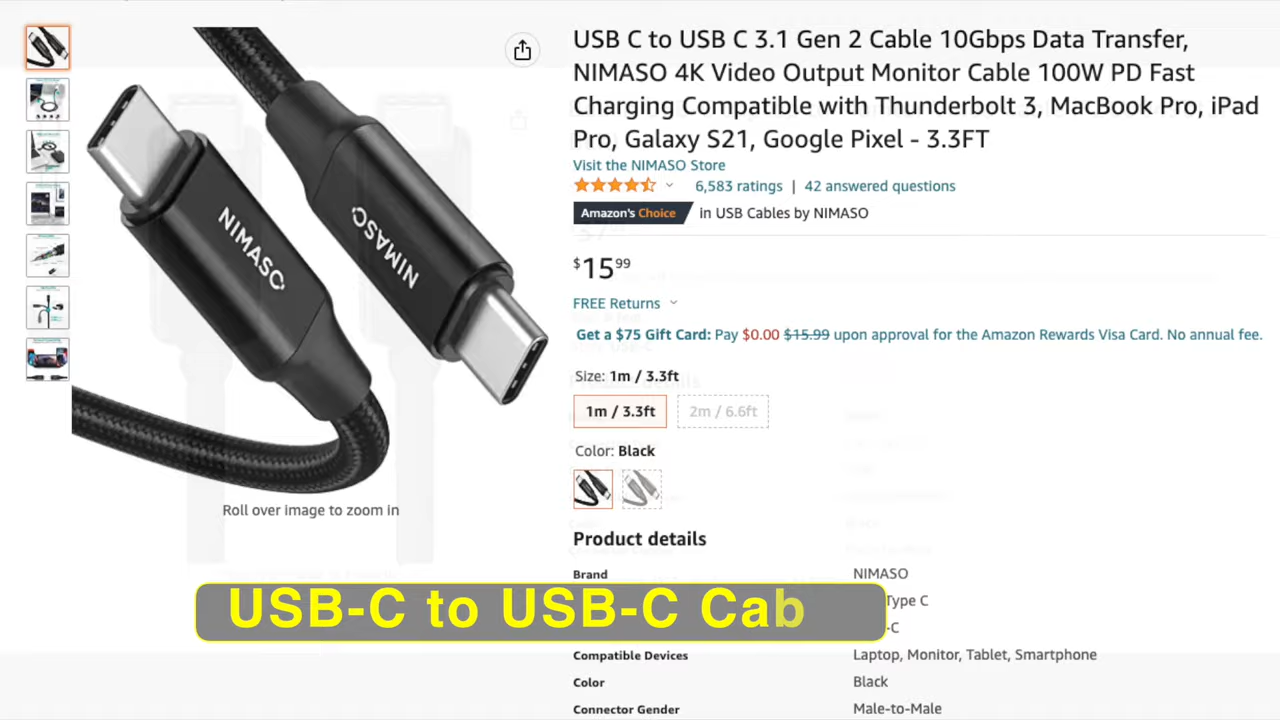 USB C to USB C 3.1 Gen 2 Cable 10Gbps Data Transfer,
NIMASO 4K Video Output Monitor Cable 100W PD Fast
Charging Compatible with Thunderbolt 3, MacBook Pro, iPad
Pro, Galaxy S21, Google Pixel - 3.3FT
Visit the NIMASO Store
6,583 ratings | 42 answered questions
Amazon's Choice in USB Cables by NIMASO
$15 99
FREE Returns
Get a $75 Gift Card: Pay $0.00 $15.99 upon approval for the Amazon Rewards Visa Card. No annual fee.
Size: 1m / 3.3ft
1m / 3.3ft 2m / 6.6ft
Color: Black
NIMASO
NIMASO
Roll over image to zoom in
Product details
Brand NIMASO
Type C
-C
USB-C to USB-C Cab
Compatible Devices Laptop, Monitor, Tablet, Smartphone
Color Black
Connector Gender Male-to-Male